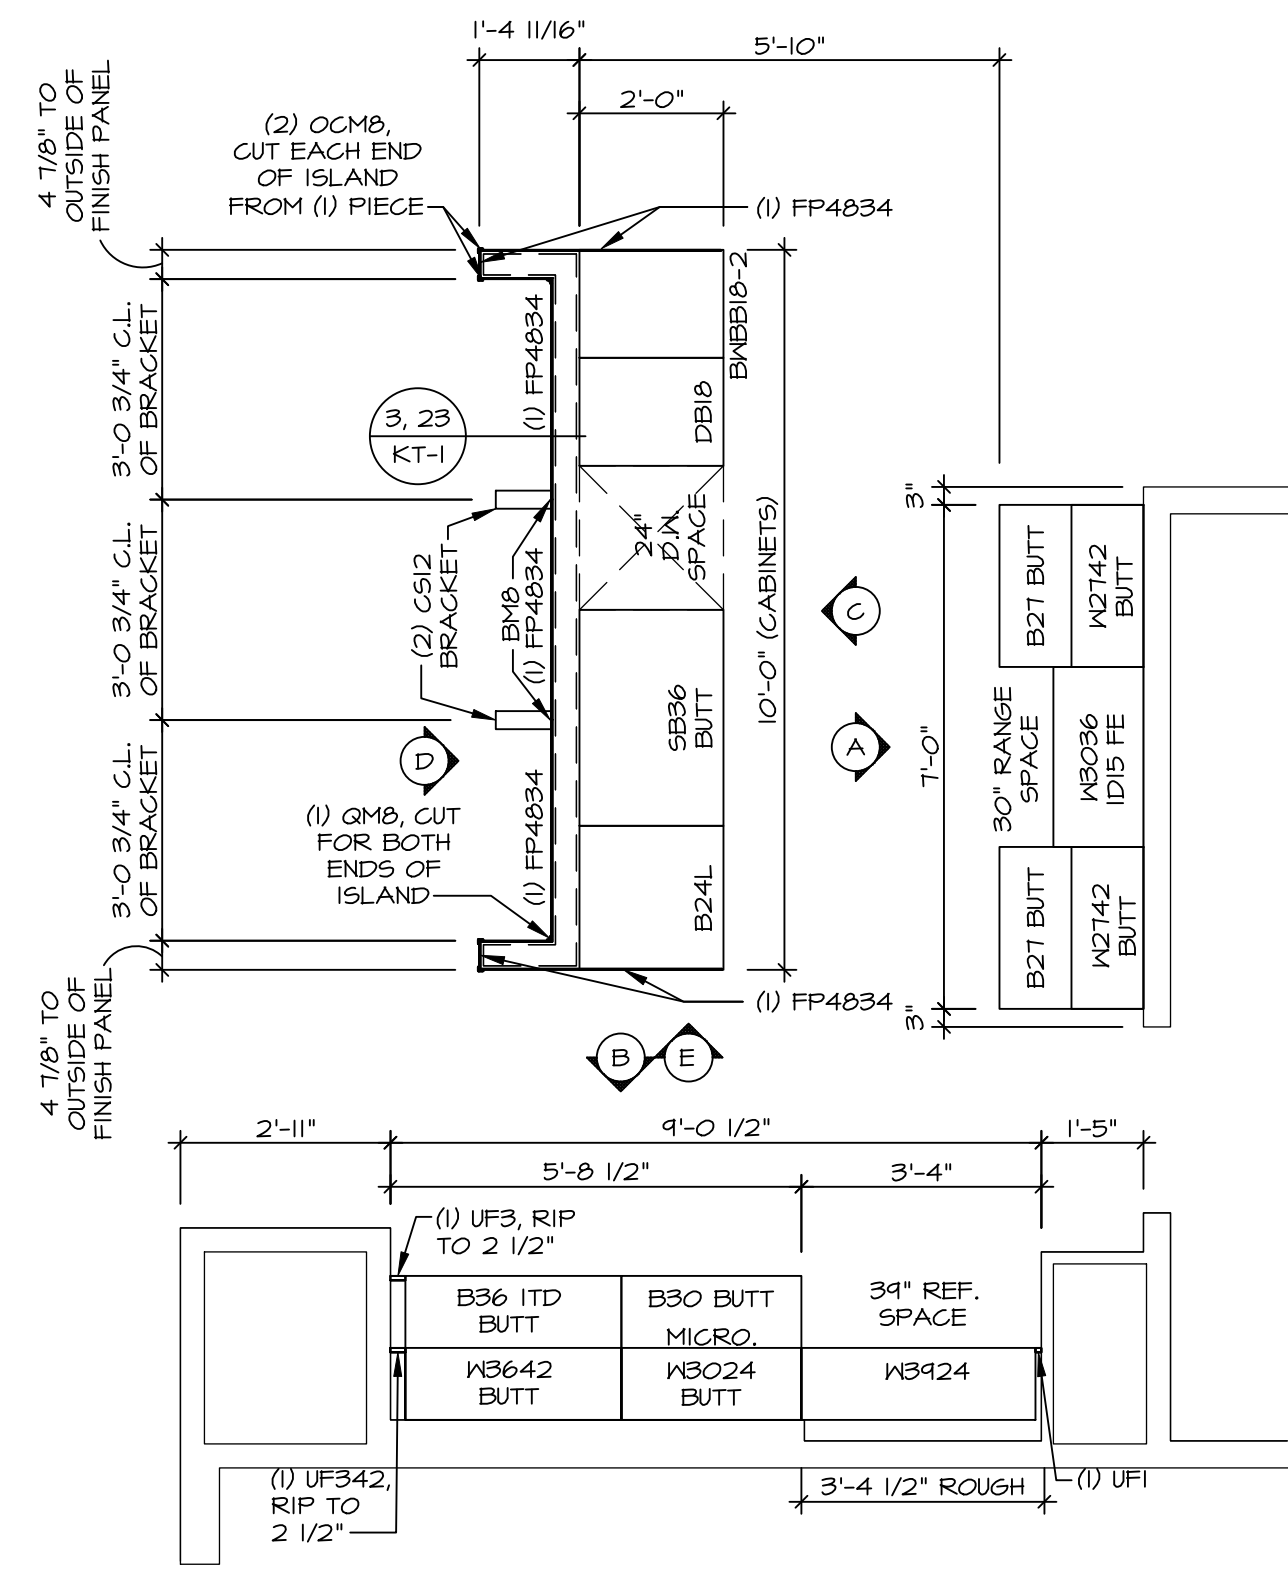 1'-4 11/16"
5'-10"
2'-0"
4 7/8" TO
OUTSIDE OF
FINISH PANEL
(2) OCM8,
CUT EACH END
OF ISLAND
FROM (1) PIECE
(1) FP4834
BWBB18-2
3'-0 3/4" C.L.
OF BRACKET
(1) FP4834
DB18
3, 23
KT-1
24"
D.W.
SPACE
3"
10'-0" (CABINETS)
B27 BUTT
W2742
BUTT
3'-0 3/4" C.L.
OF BRACKET
(2) CS12
BRACKET
BM8
(1) FP4834
C
SB36
BUTT
A
7'-0"
30" RANGE
SPACE
W3036
1D15 FE
D
3'-0 3/4" C.L.
OF BRACKET
(1) QM8, CUT
FOR BOTH
ENDS OF
ISLAND
(1) FP4834
B24L
B27 BUTT
W2742
BUTT
4 7/8" TO
OUTSIDE OF
FINISH PANEL
(1) FP4834
3"
B
E
2'-11"
9'-0 1/2"
1'-5"
5'-8 1/2"
3'-4"
(1) UF3, RIP
TO 2 1/2"
B36 1TD
BUTT
B30 BUTT
MICRO.
39" REF.
SPACE
W3642
BUTT
W3024
BUTT
W3924
(1) UF342,
RIP TO
2 1/2"
3'-4 1/2" ROUGH
(1) UF1